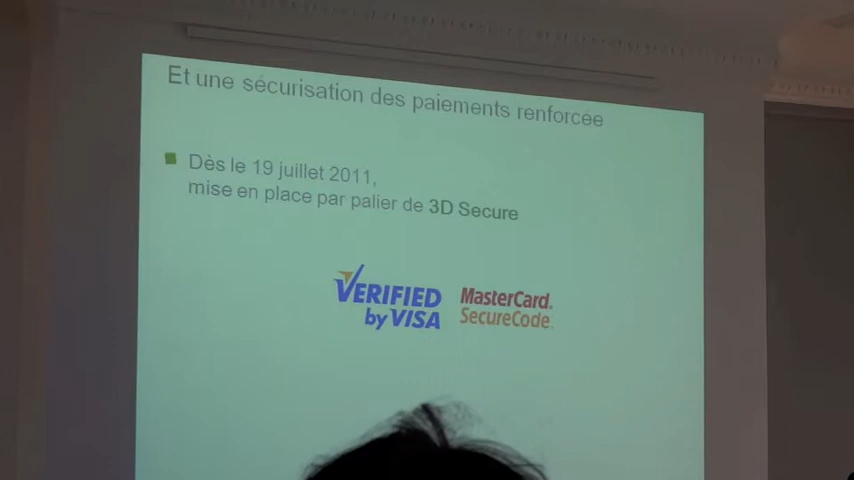 Et une sécurisation des paiements renforcée
Dès le 19 juillet 2011,
mise en place par palier de 3D Secure
VERIFIED
by VISA
MasterCard.
SecureCode.